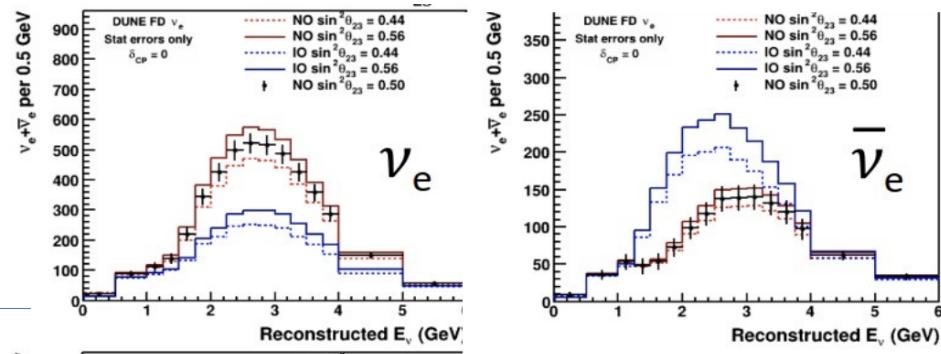 DUNE FD νₑ
Stat errors only
δCP = 0
NO sin²θ₂₃ = 0.44
NO sin²θ₂₃ = 0.56
IO sin²θ₂₃ = 0.44
IO sin²θ₂₃ = 0.56
NO sin²θ₂₃ = 0.50
νₑ
νₑ+ν̄ₑ per 0.5 GeV
900
800
700
600
500
400
300
200
100
0
0 1 2 3 4 5 6
Reconstructed Eν (GeV)
DUNE FD νₑ
Stat errors only
δCP = 0
NO sin²θ₂₃ = 0.44
NO sin²θ₂₃ = 0.56
IO sin²θ₂₃ = 0.44
IO sin²θ₂₃ = 0.56
NO sin²θ₂₃ = 0.50
ν̄ₑ
νₑ+ν̄ₑ per 0.5 GeV
350
300
250
200
150
100
50
0
0 1 2 3 4 5 6
Reconstructed Eν (GeV)